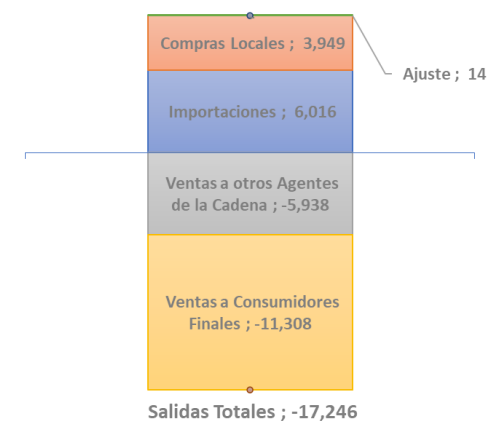 Compras Locales ; 3,949
Ajuste ; 14
Importaciones ; 6,016
Ventas a otros Agentes
de la Cadena ; -5,938
Ventas a Consumidores
Finales ; -11,308
Salidas Totales ; -17,246